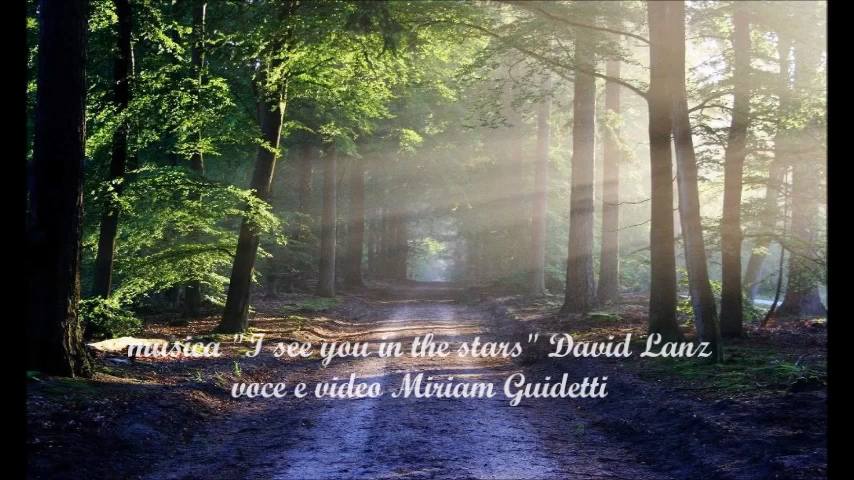 musica "I see you in the stars" David Lanz
voce e video Miriam Guidetti